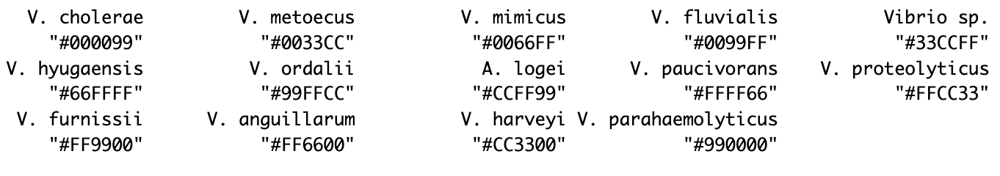 V. cholerae V. metoecus V. mimicus V. fluvialis Vibrio sp.
"#000099" "#0033CC" "#0066FF" "#0099FF" "#33CCFF"
V. hyugaensis V. ordalii A. logei V. paucivorans V. proteolyticus
"#66FFFF" "#99FFCC" "#CCFF99" "#FFFF66" "#FFCC33"
V. furnissii V. anguillarum V. harveyi V. parahaemolyticus
"#FF9900" "#FF6600" "#CC3300" "#990000"